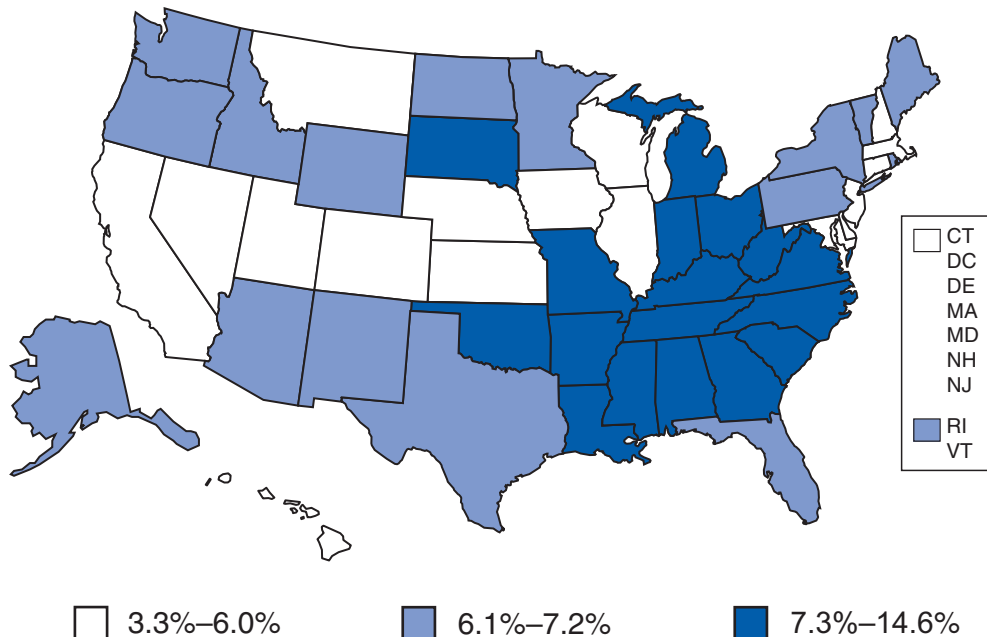 CT
DC
DE
MA
MD
NH
NJ
RI
VT
3.3%–6.0%
6.1%–7.2%
7.3%–14.6%